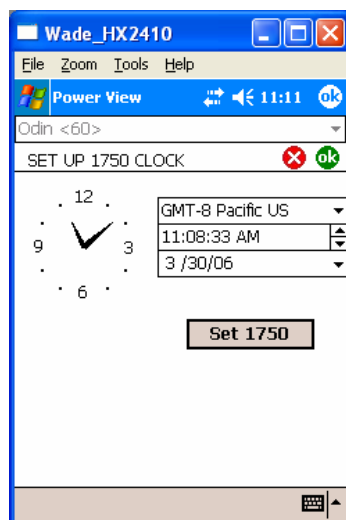 Wade_HX2410
File Zoom Tools Help
Power View 11:11 ok
Odin <60>
SET UP 1750 CLOCK ok
12
9 3
6
GMT-8 Pacific US
11:08:33 AM
3 /30/06
Set 1750